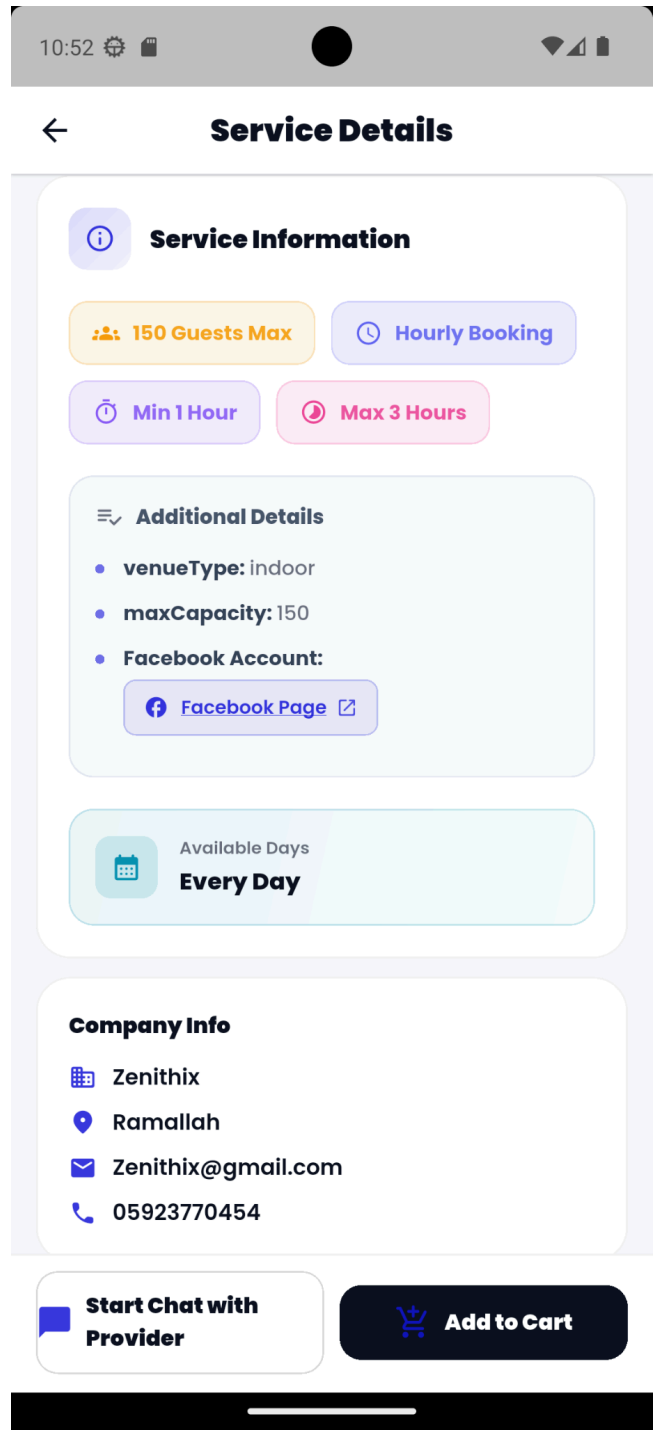 10:52
Service Details
Service Information
150 Guests Max
Hourly Booking
Min 1 Hour
Max 3 Hours
Additional Details
venueType: indoor
maxCapacity: 150
Facebook Account:
Facebook Page
Available Days
Every Day
Company Info
Zenithix
Ramallah
Zenithix@gmail.com
05923770454
Start Chat with
Provider
Add to Cart